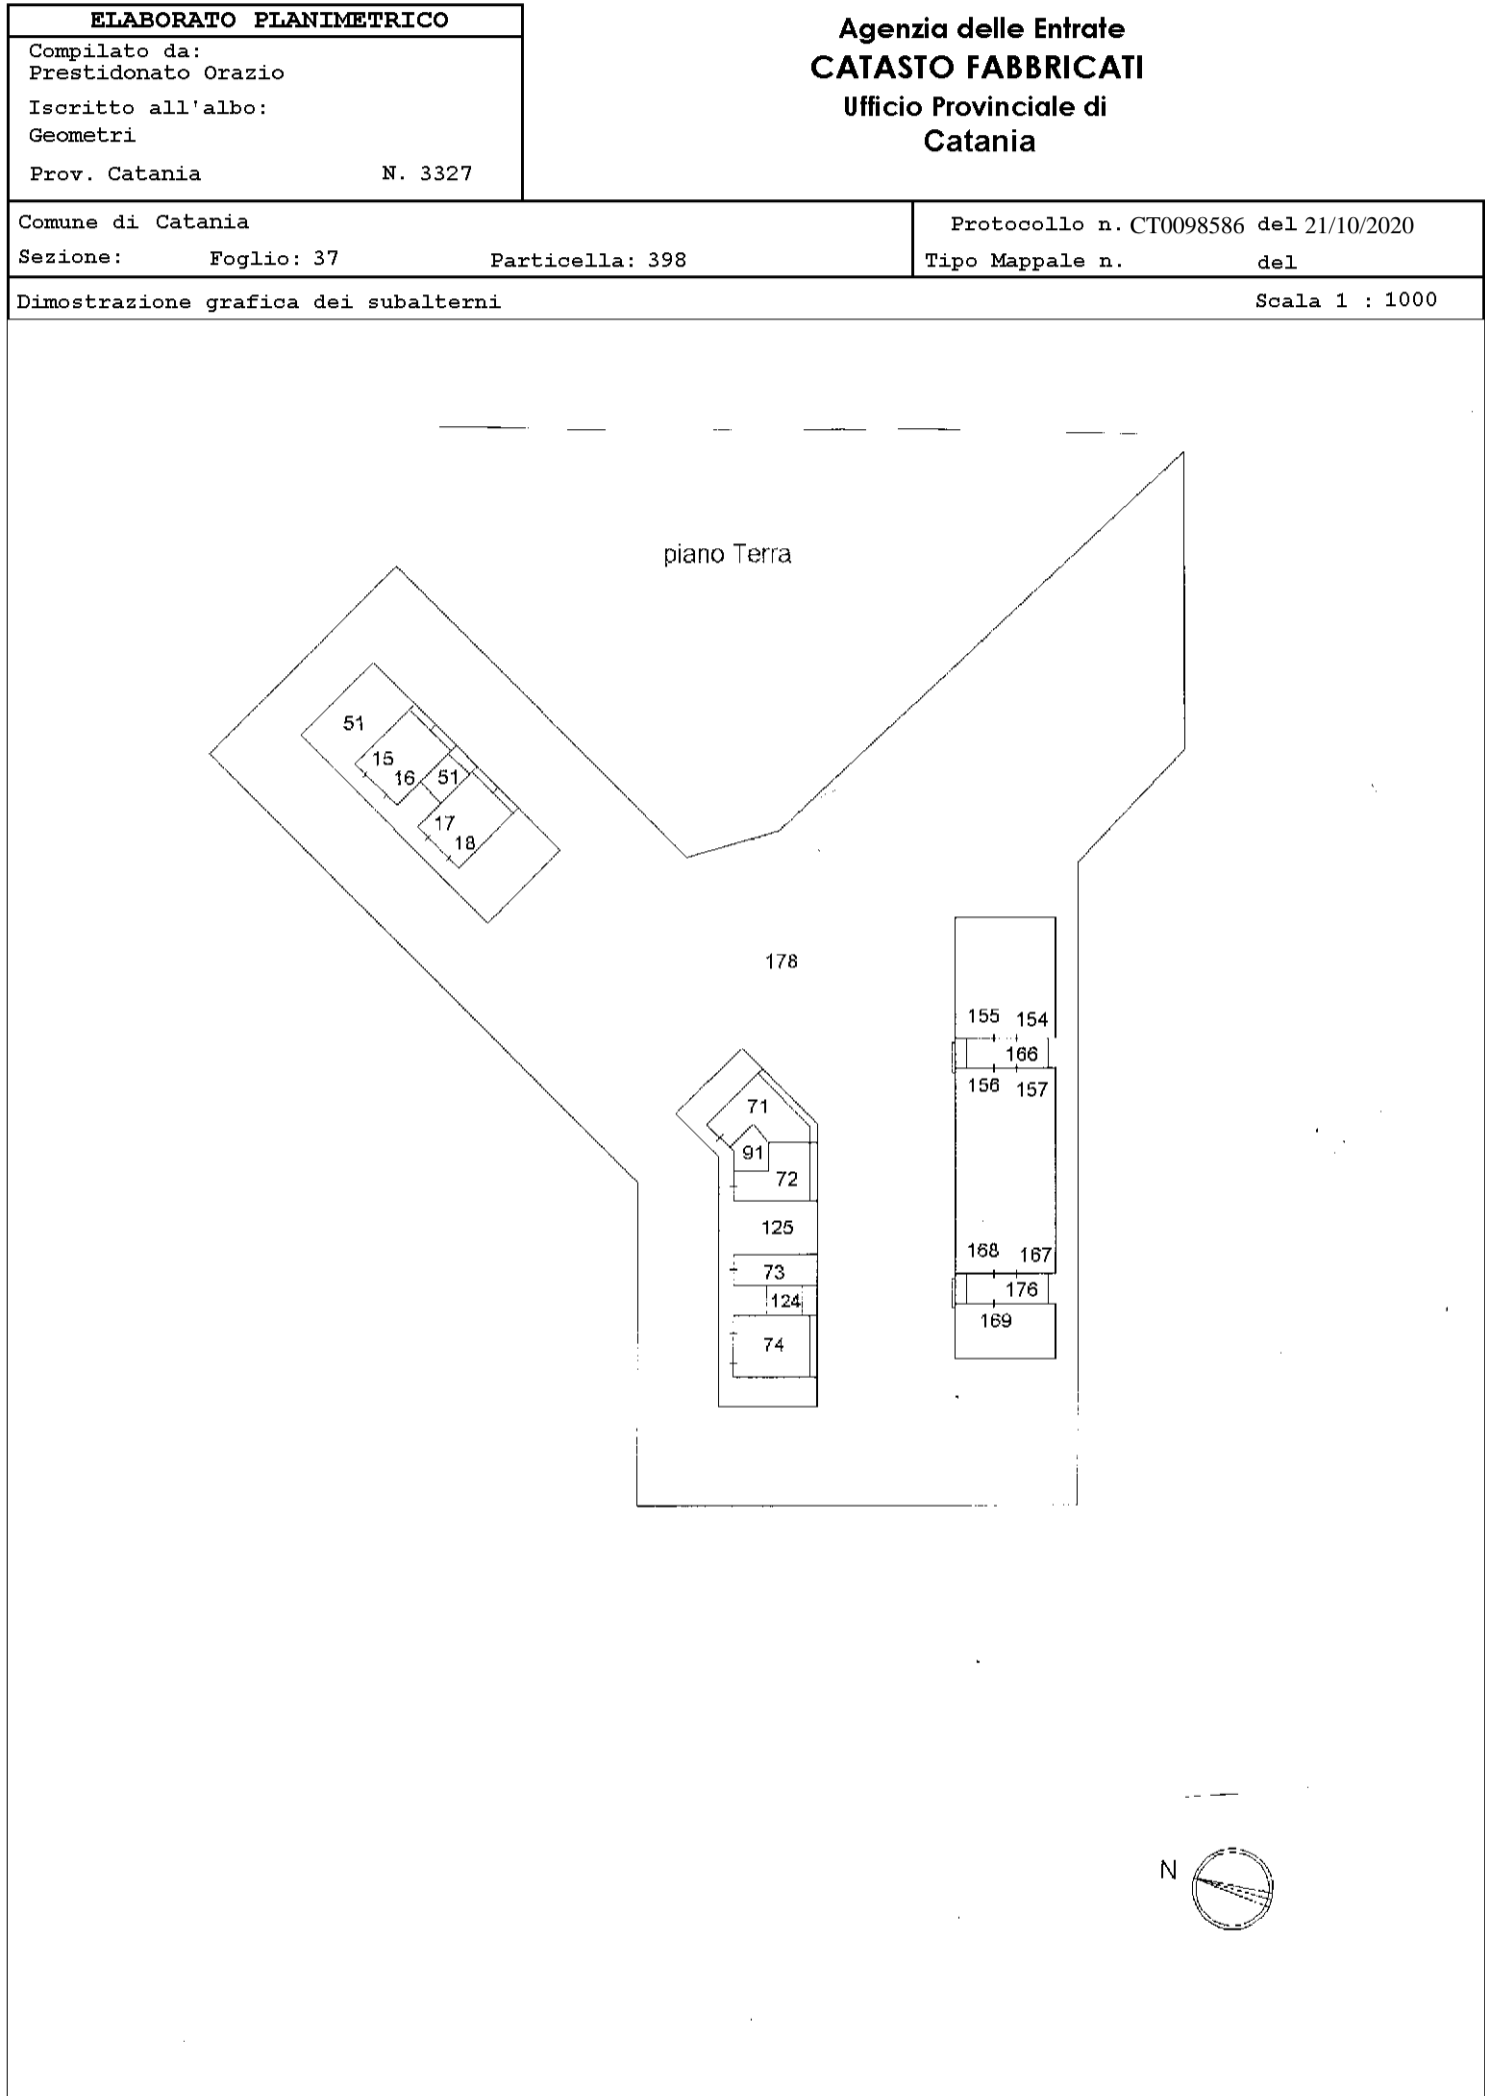 ELABORATO PLANIMETRICO
Compilato da:
Prestidonato Orazio
Iscritto all'albo:
Geometri
Prov. Catania N. 3327
Agenzia delle Entrate
CATASTO FABBRICATI
Ufficio Provinciale di
Catania
Comune di Catania
Sezione: Foglio: 37 Particella: 398
Protocollo n. CT0098586 del 21/10/2020
Tipo Mappale n. del
Dimostrazione grafica dei subalterni Scala 1 : 1000
piano Terra
51
15
16 51
17
18
178
155 154
166
156 157
71
91
72
125
168 167
73
176
124
169
74
N